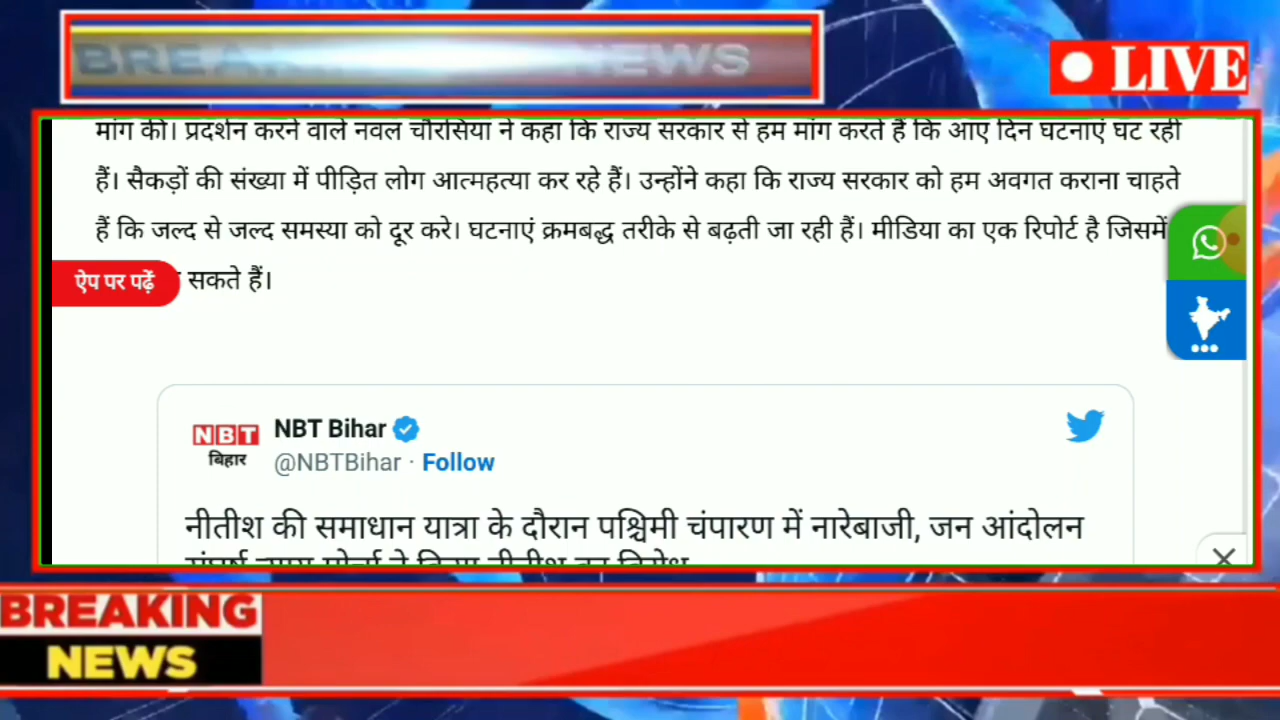 BREAKING NEWS
LIVE
मांग की। प्रदर्शन करने वाले नवल चौरसिया ने कहा कि राज्य सरकार से हम मांग करते हैं कि आए दिन घटनाएं घट रही
हैं। सैकड़ों की संख्या में पीड़ित लोग आत्महत्या कर रहे हैं। उन्होंने कहा कि राज्य सरकार को हम अवगत कराना चाहते
हैं कि जल्द से जल्द समस्या को दूर करे। घटनाएं क्रमबद्ध तरीके से बढ़ती जा रही हैं। मीडिया का एक रिपोर्ट है जिसमें
ऐप पर पढ़ें सकते हैं।
NBT बिहार
NBT Bihar
@NBTBihar · Follow
नीतीश की समाधान यात्रा के दौरान पश्चिमी चंपारण में नारेबाजी, जन आंदोलन
BREAKING
NEWS